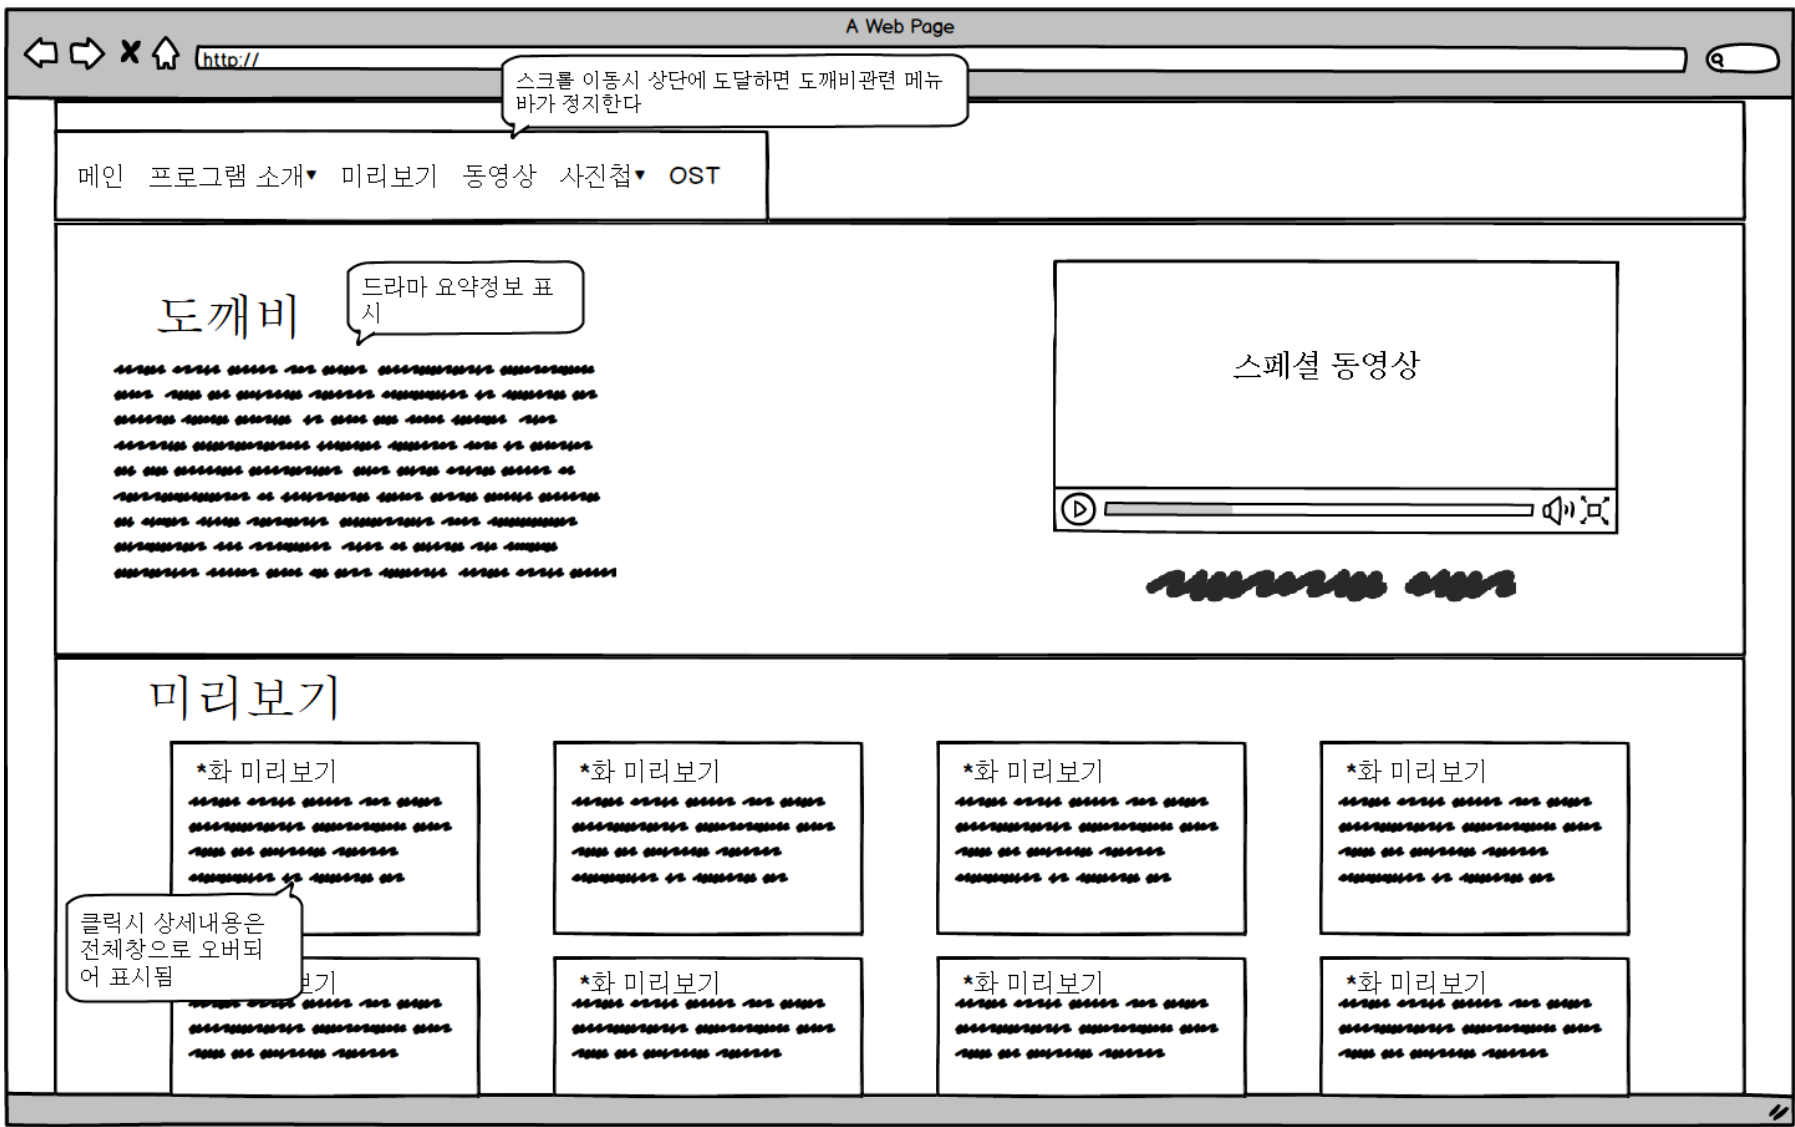 A Web Page
http://
스크롤 이동시 상단에 도달하면 도깨비관련 메뉴
바가 정지한다
메인 프로그램 소개▾ 미리보기 동영상 사진첩▾ OST
도깨비
드라마 요약정보 표
시
스페셜 동영상
미리보기
*화 미리보기 *화 미리보기 *화 미리보기 *화 미리보기
클릭시 상세내용은
전체창으로 오버되
어 표시됨
보기 *화 미리보기 *화 미리보기 *화 미리보기